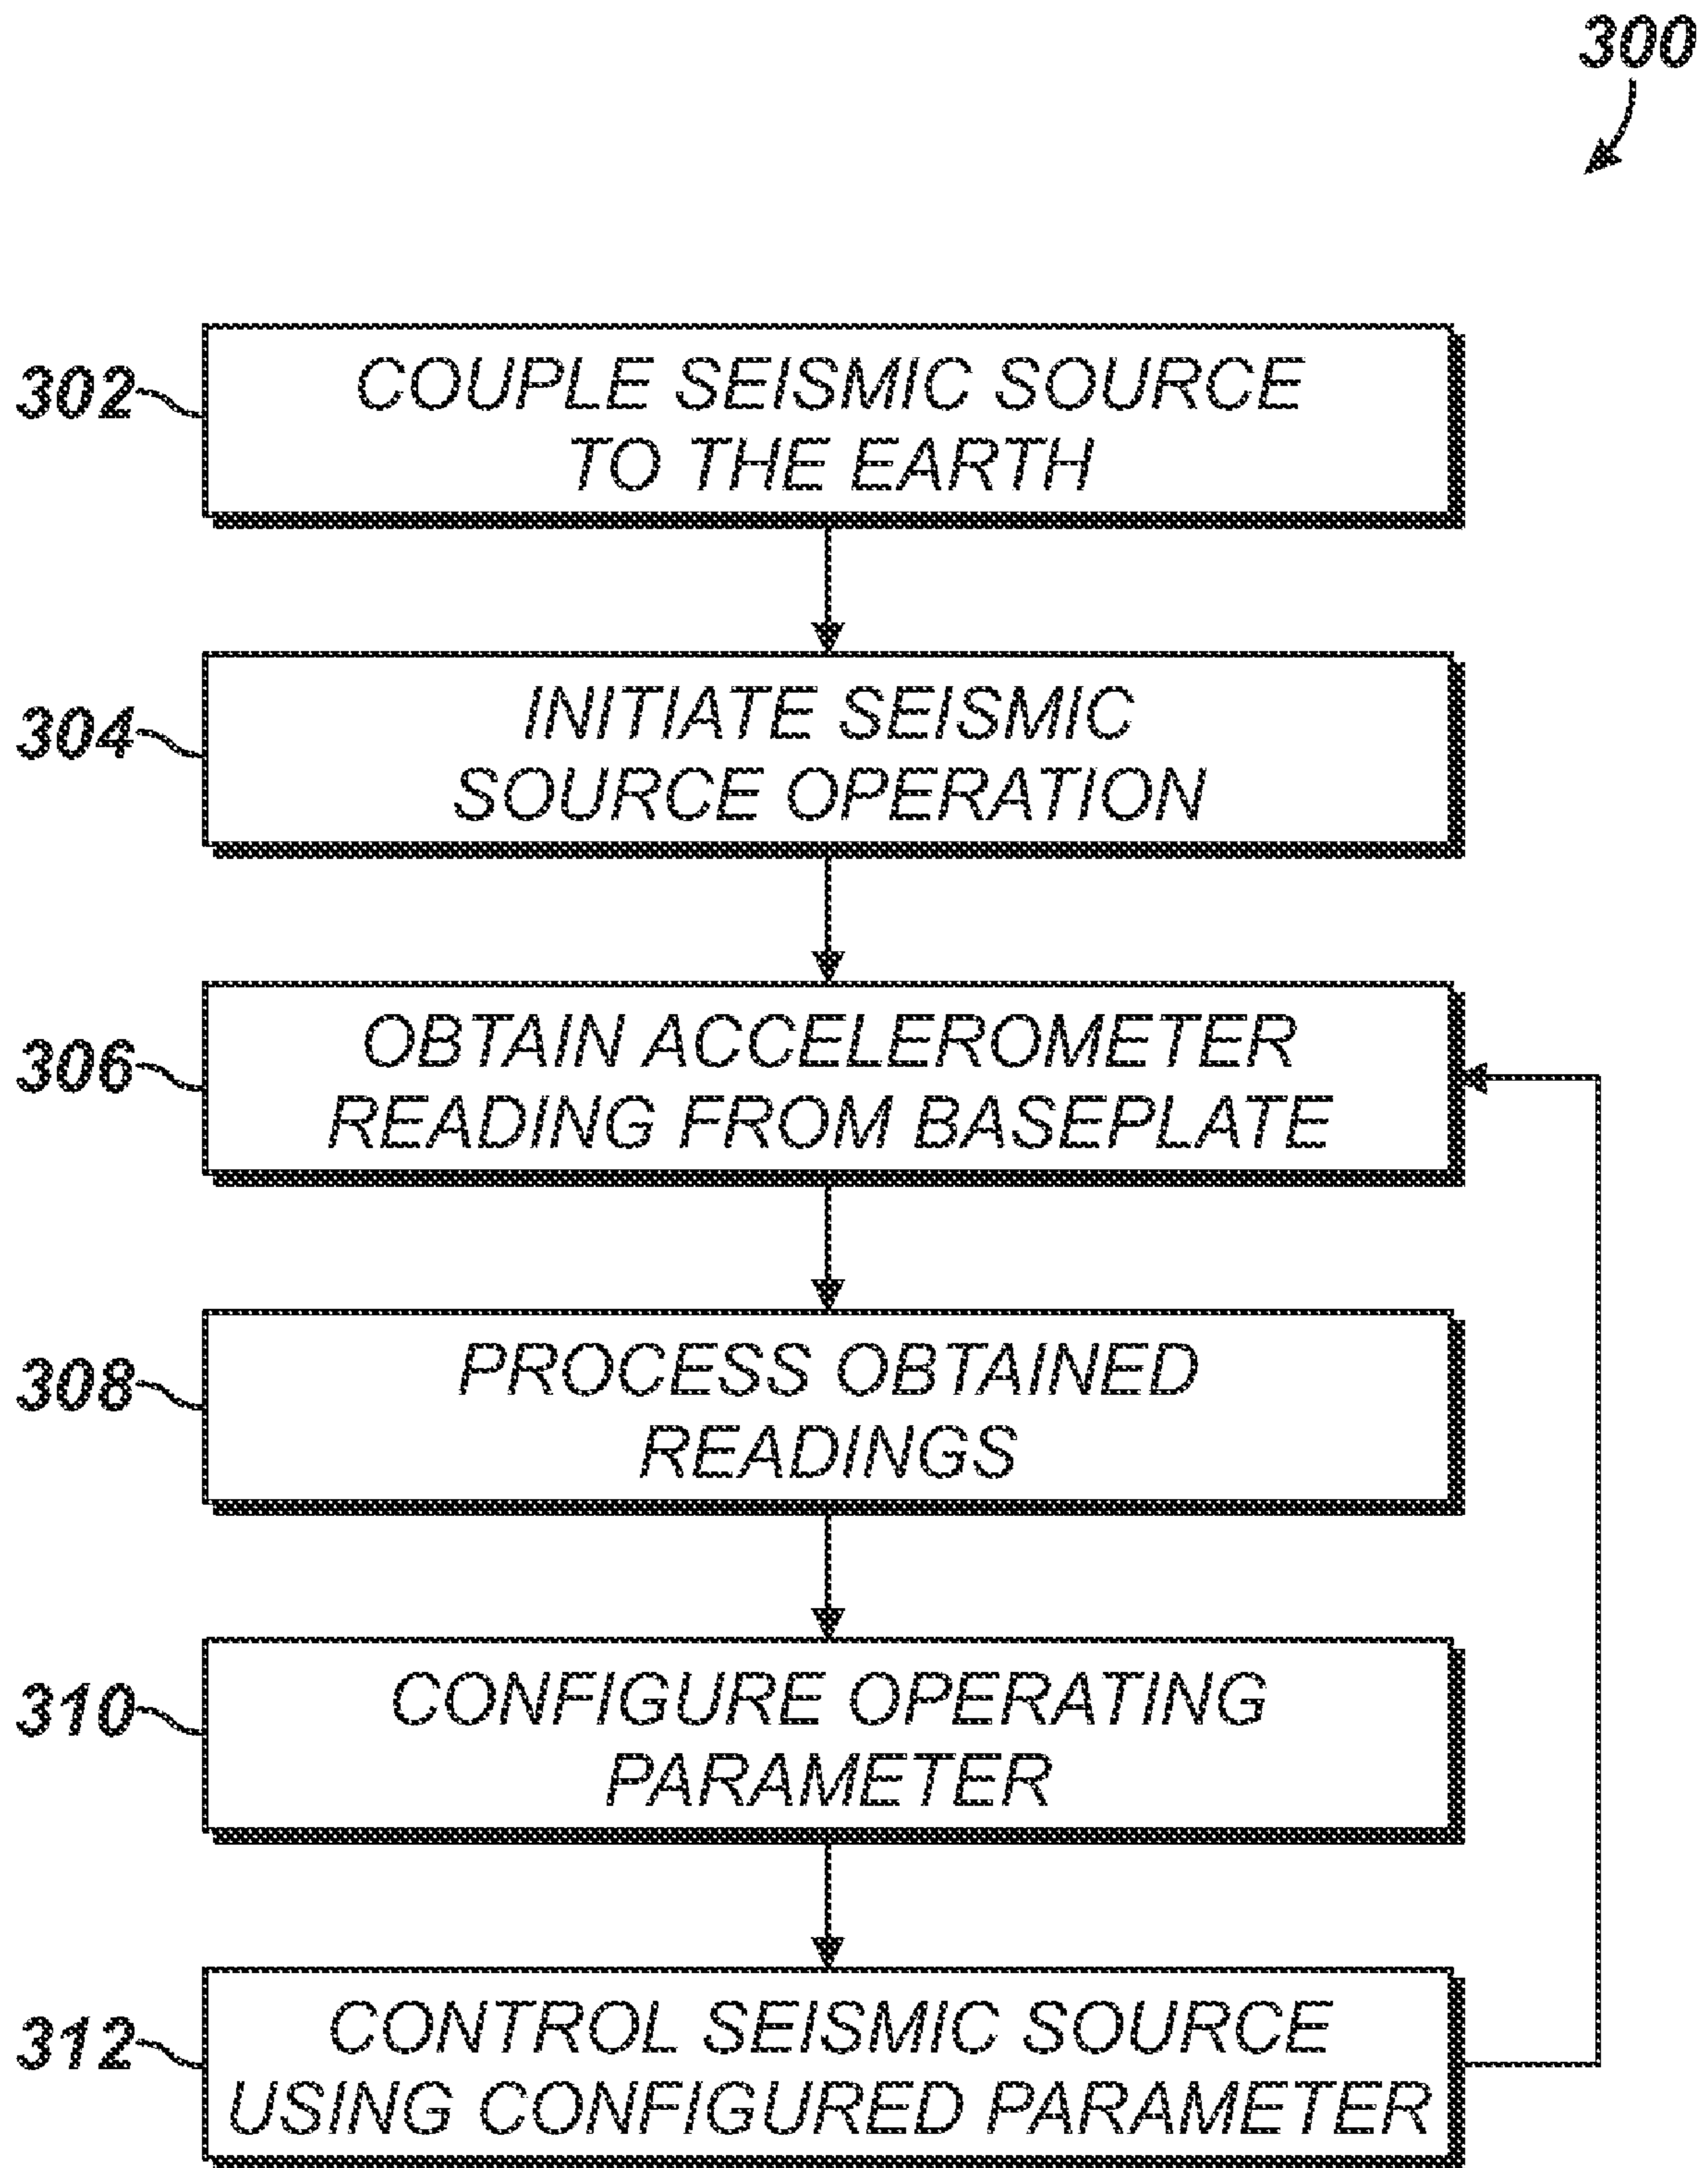 300
302
COUPLE SEISMIC SOURCE
TO THE EARTH
304
INITIATE SEISMIC
SOURCE OPERATION
306
OBTAIN ACCELEROMETER
READING FROM BASEPLATE
308
PROCESS OBTAINED
READINGS
310
CONFIGURE OPERATING
PARAMETER
312
CONTROL SEISMIC SOURCE
USING CONFIGURED PARAMETER